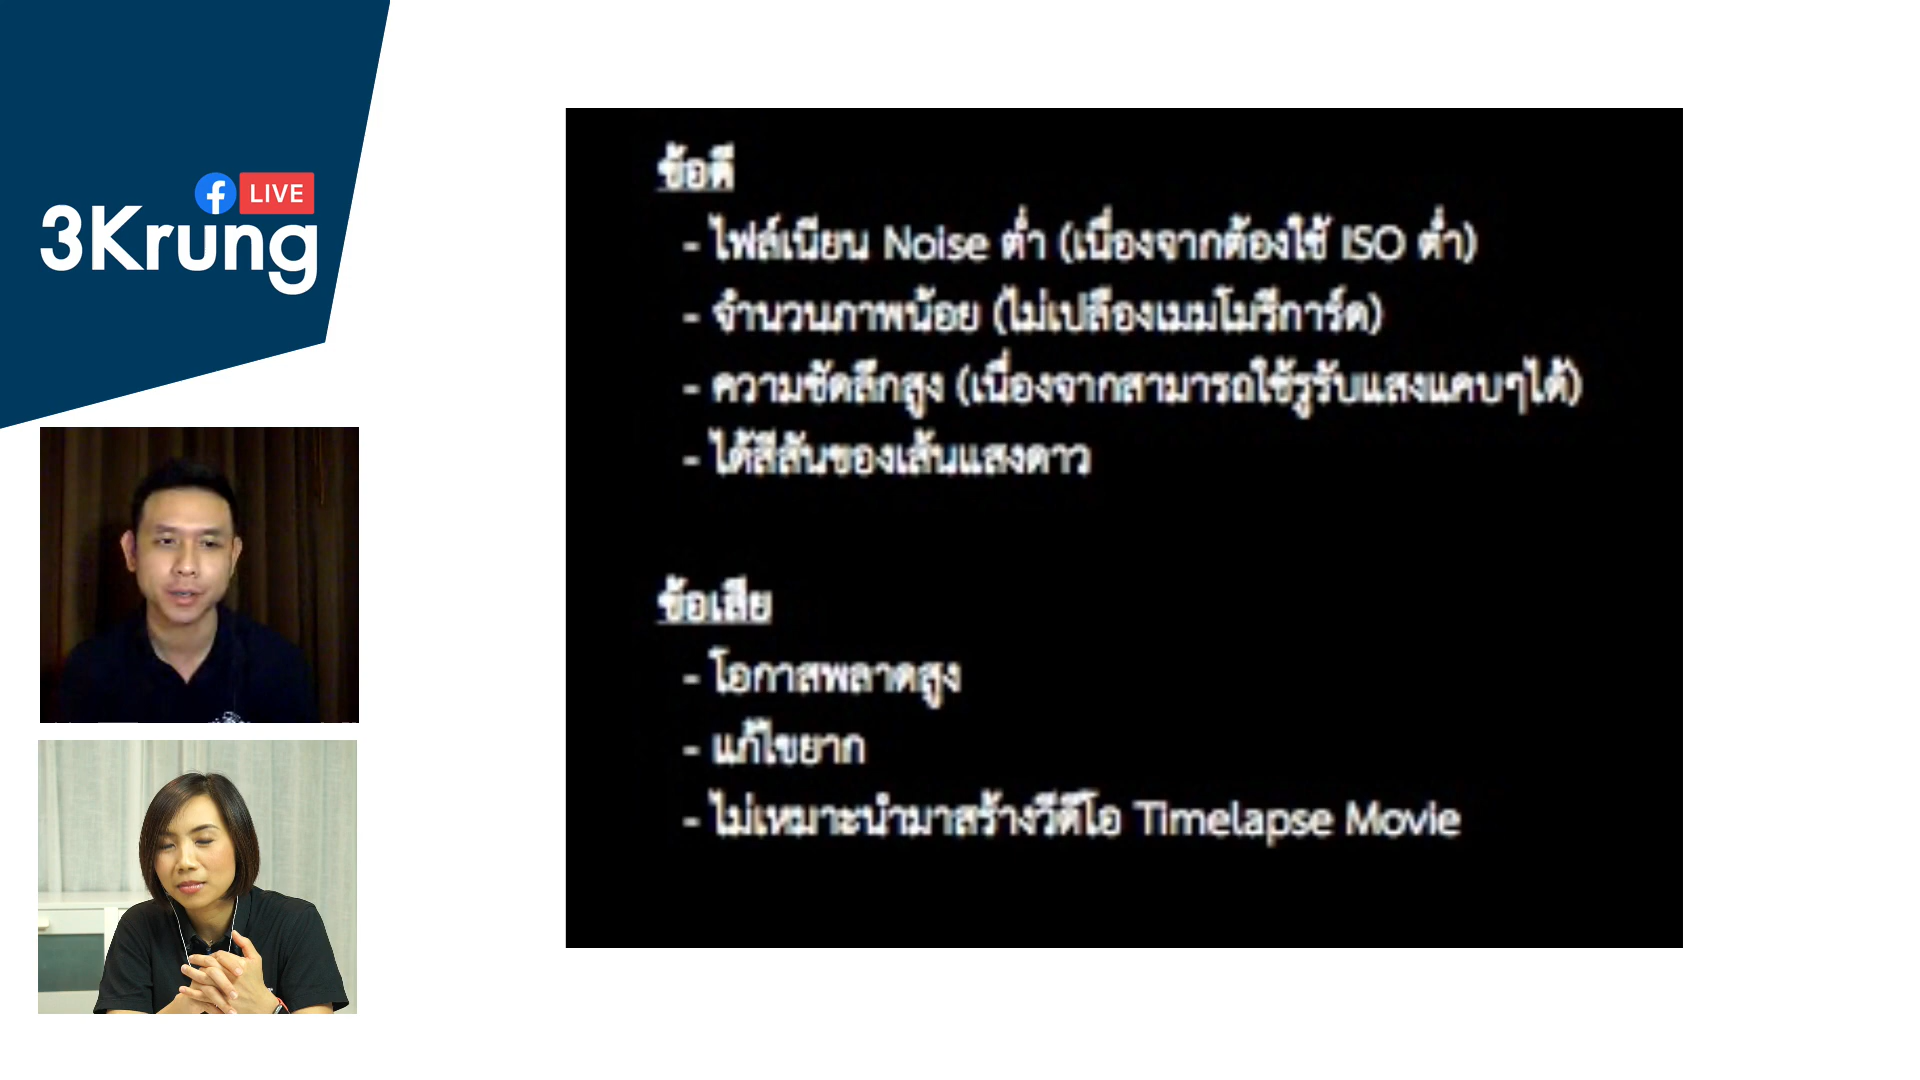 LIVE
3Krung
ข้อดี
- ไฟล์เนียน Noise ต่ำ (เนื่องจากต้องใช้ ISO ต่ำ)
- จำนวนภาพน้อย (ไม่เปลืองเมมโมรีการ์ด)
- ความชัดลึกสูง (เนื่องจากสามารถใช้รูรับแสงแคบๆได้)
- ได้สีสันของเส้นแสงดาว
ข้อเสีย
- โอกาสพลาดสูง
- แก้ไขยาก
- ไม่เหมาะนำมาสร้างวีดีโอ Timelapse Movie